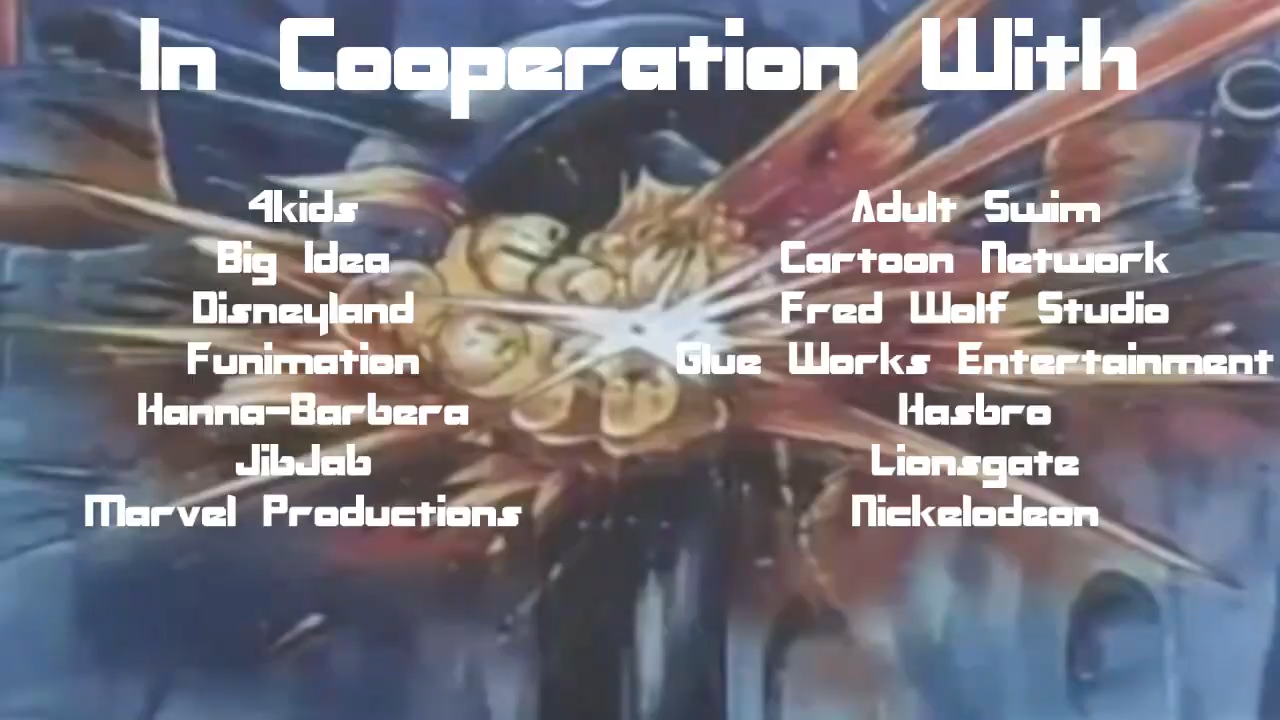 In Cooperation With
4kids
Adult Swim
Big Idea
Cartoon Network
Disneyland
Fred Wolf Studio
Funimation
Glue Works Entertainment
Hanna-Barbera
Hasbro
JibJab
Lionsgate
Marvel Productions
Nickelodeon